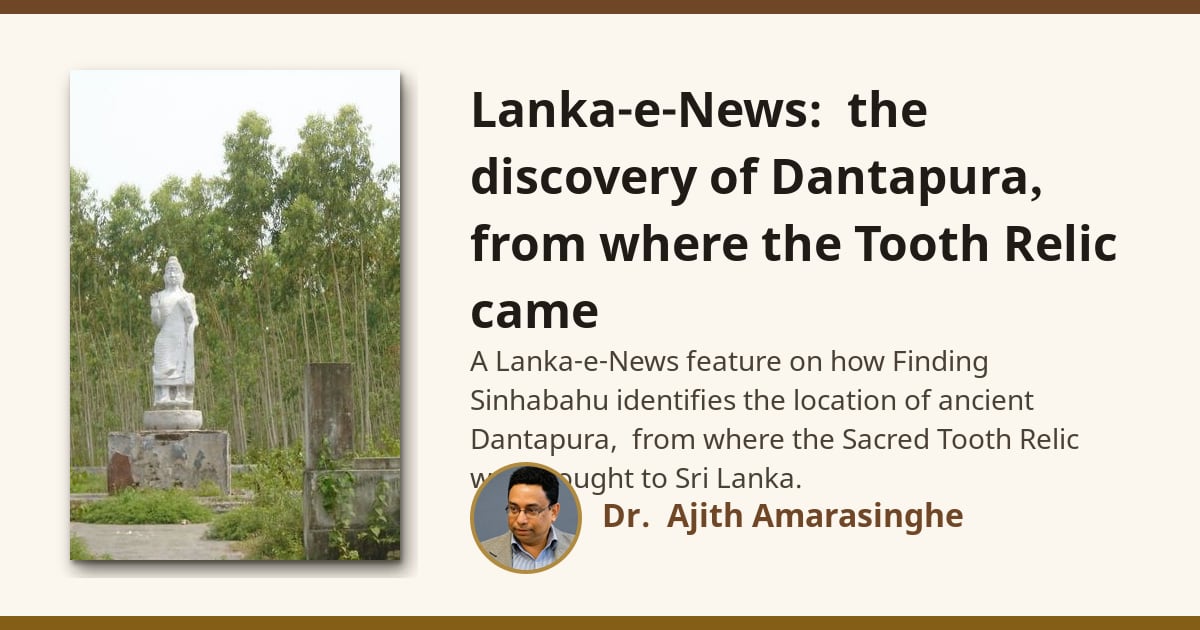 Lanka-e-News:  the
discovery of Dantapura,
from where the Tooth Relic
came
A Lanka-e-News feature on how Finding
Sinhabahu identifies the location of ancient
Dantapura,  from where the Sacred Tooth Relic
to Sri Lanka.
Dr.  Ajith Amarasinghe